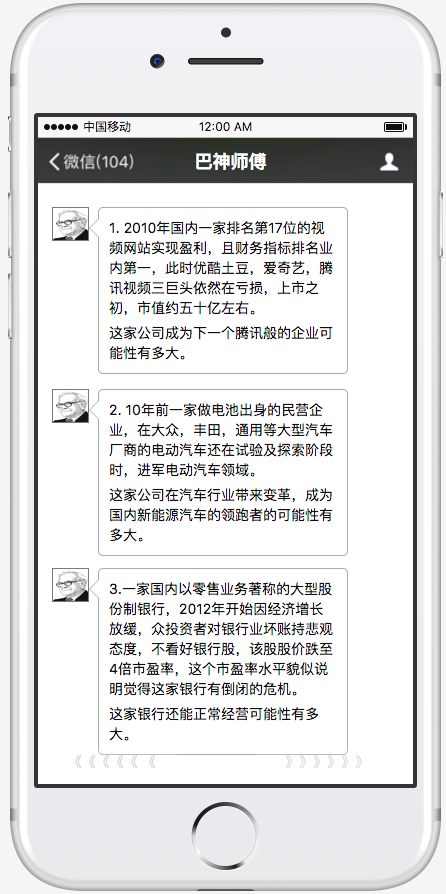 中国移动 12:00 AM
微信(104) 巴神师傅
1. 2010年国内一家排名第17位的视
频网站实现盈利，且财务指标排名业
内第一，此时优酷土豆，爱奇艺，腾
讯视频三巨头依然在亏损，上市之
初，市值约五十亿左右。
这家公司成为下一个腾讯般的企业可
能性有多大。
2. 10年前一家做电池出身的民营企
业，在大众，丰田，通用等大型汽车
厂商的电动汽车还在试验及探索阶段
时，进军电动汽车领域。
这家公司在汽车行业带来变革，成为
国内新能源汽车的领跑者的可能性有
多大。
3.一家国内以零售业务著称的大型股
份制银行，2012年开始因经济增长
放缓，众投资者对银行业坏账持悲观
态度，不看好银行股，该股股价跌至
4倍市盈率，这个市盈率水平貌似说
明觉得这家银行有倒闭的危机。
这家银行还能正常经营可能性有多
大。
《《《《《《 》》》》》》